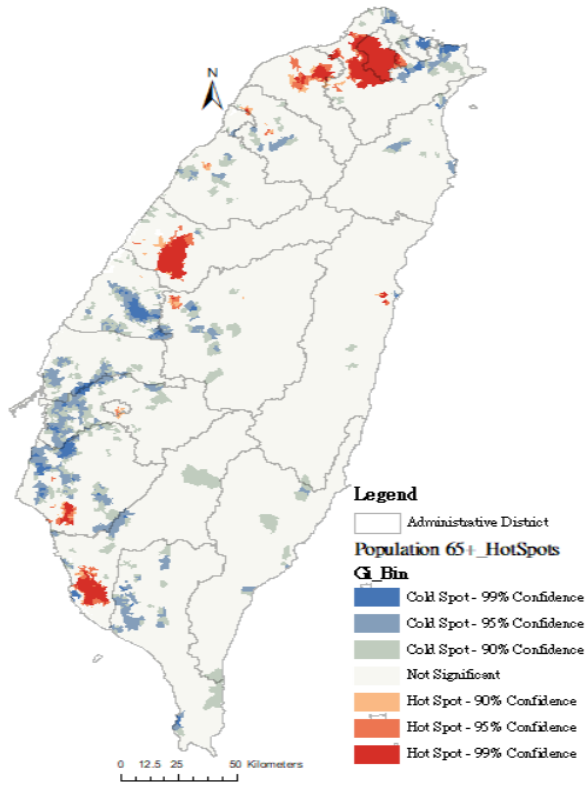 N
Legend
Administrative District
Population 65+_HotSpots
Gi_Bin
Cold Spot - 99% Confidence
Cold Spot - 95% Confidence
Cold Spot - 90% Confidence
Not Significant
Hot Spot - 90% Confidence
Hot Spot - 95% Confidence
Hot Spot - 99% Confidence
0 12.5 25 50 Kilometers